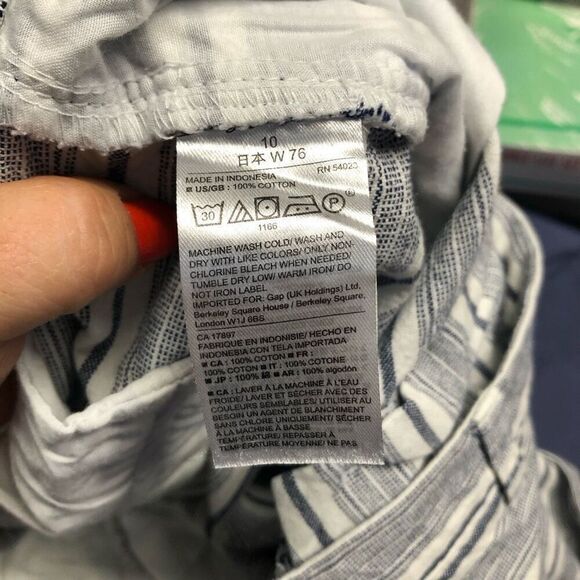 10
日本 W 76
MADE IN INDONESIA RN 54023
■ US/GB : 100% COTTON
30 P
1166
MACHINE WASH COLD/ WASH AND
DRY WITH LIKE COLORS/ ONLY NON-
CHLORINE BLEACH WHEN NEEDED/
TUMBLE DRY LOW/ WARM IRON/ DO
NOT IRON LABEL
IMPORTED FOR: Gap (UK Holdings) Ltd.
Berkeley Square House / Berkeley Square.
London W1J 6BS
CA 17897
FABRIQUÉ EN INDONÉSIE/ HECHO EN
INDONESIA CON TELA IMPORTADA
■ CA : 100% COTON ■ FR :
100% COTON ■ IT : 100% COTONE
■ JP : 100% ■ AR : 100% algodón
■ CA : LAVER À LA MACHINE À L'EAU
FROIDE/ LAVER ET SÉCHER AVEC DES
COULEURS SEMBLABLES/ UTILISER AU
BESOIN UN AGENT DE BLANCHIMENT
SANS CHLORE UNIQUEMENT/ SÉCHER
À LA MACHINE À BASSE
TEMPÉRATURE/ REPASSER À
TEMPÉRATURE MOYENNE/ NE PAS